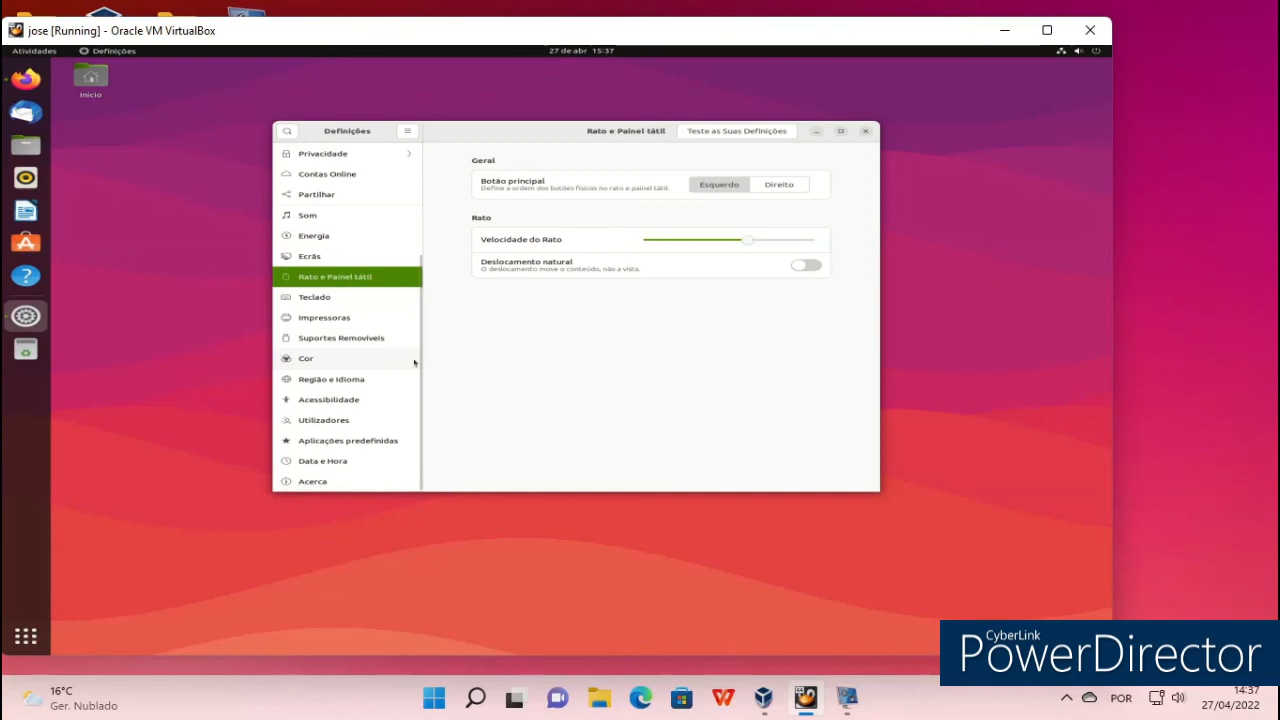 jose [Running] - Oracle VM VirtualBox
Atividades
Definições
27 de abr 15:37
Início
Definições
Rato e Painel tátil
Teste as Suas Definições
Privacidade
Contas Online
Partilhar
Som
Energia
Ecrãs
Rato e Painel tátil
Teclado
Impressoras
Suportes Removíveis
Cor
Região e Idioma
Acessibilidade
Utilizadores
Aplicações predefinidas
Data e Hora
Acerca
Geral
Botão principal
Define a ordem dos botões físicos no rato e painel tátil.
Esquerdo
Direito
Rato
Velocidade do Rato
Deslocamento natural
O deslocamento move o conteúdo, não a vista.
CyberLink
PowerDirector
16°C
Ger. Nublado
POR
27/04/2022